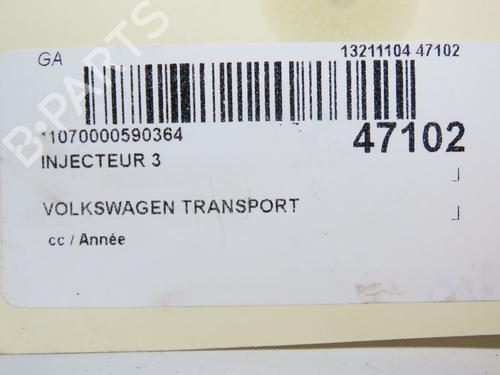 GA 13211104 47102
*1070000590364 47102
INJECTEUR 3
VOLKSWAGEN TRANSPORT
cc / Année
B-PARTS